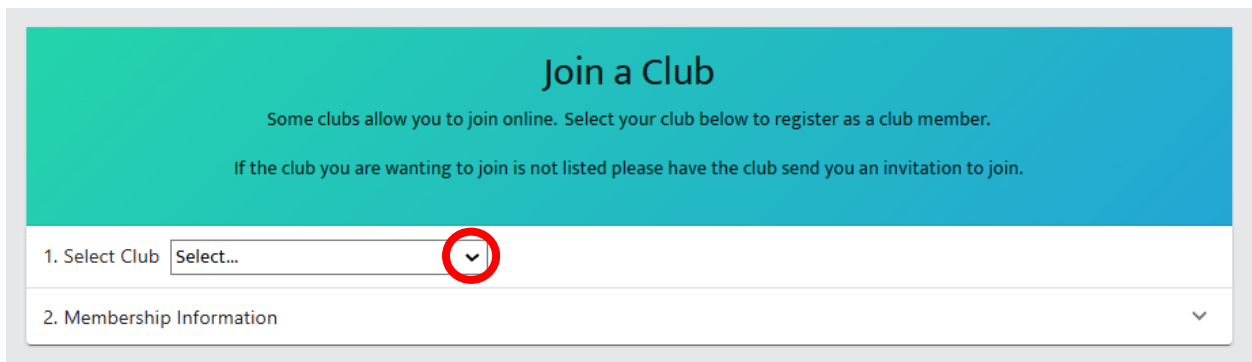 Join a Club
Some clubs allow you to join online. Select your club below to register as a club member.
If the club you are wanting to join is not listed please have the club send you an invitation to join.
1. Select Club Select...
2. Membership Information